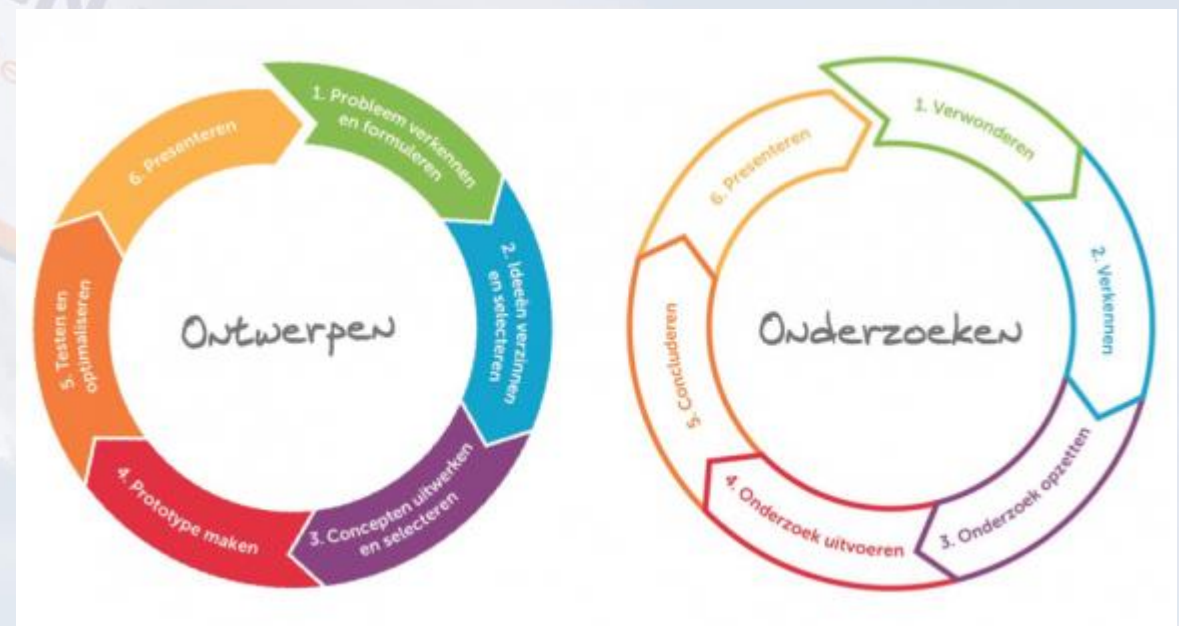 1. Probleem verkennen
en formuleren
2. Ideeën verzinnen
en selecteren
3. Concepten uitwerken
en selecteren
4. Prototype maken
5. Testen en
optimaliseren
6. Presenteren
Ontwerpen
1. Verwonderen
2. Verkennen
3. Onderzoek opzetten
4. Onderzoek uitvoeren
5. Concluderen
6. Presenteren
Onderzoeken